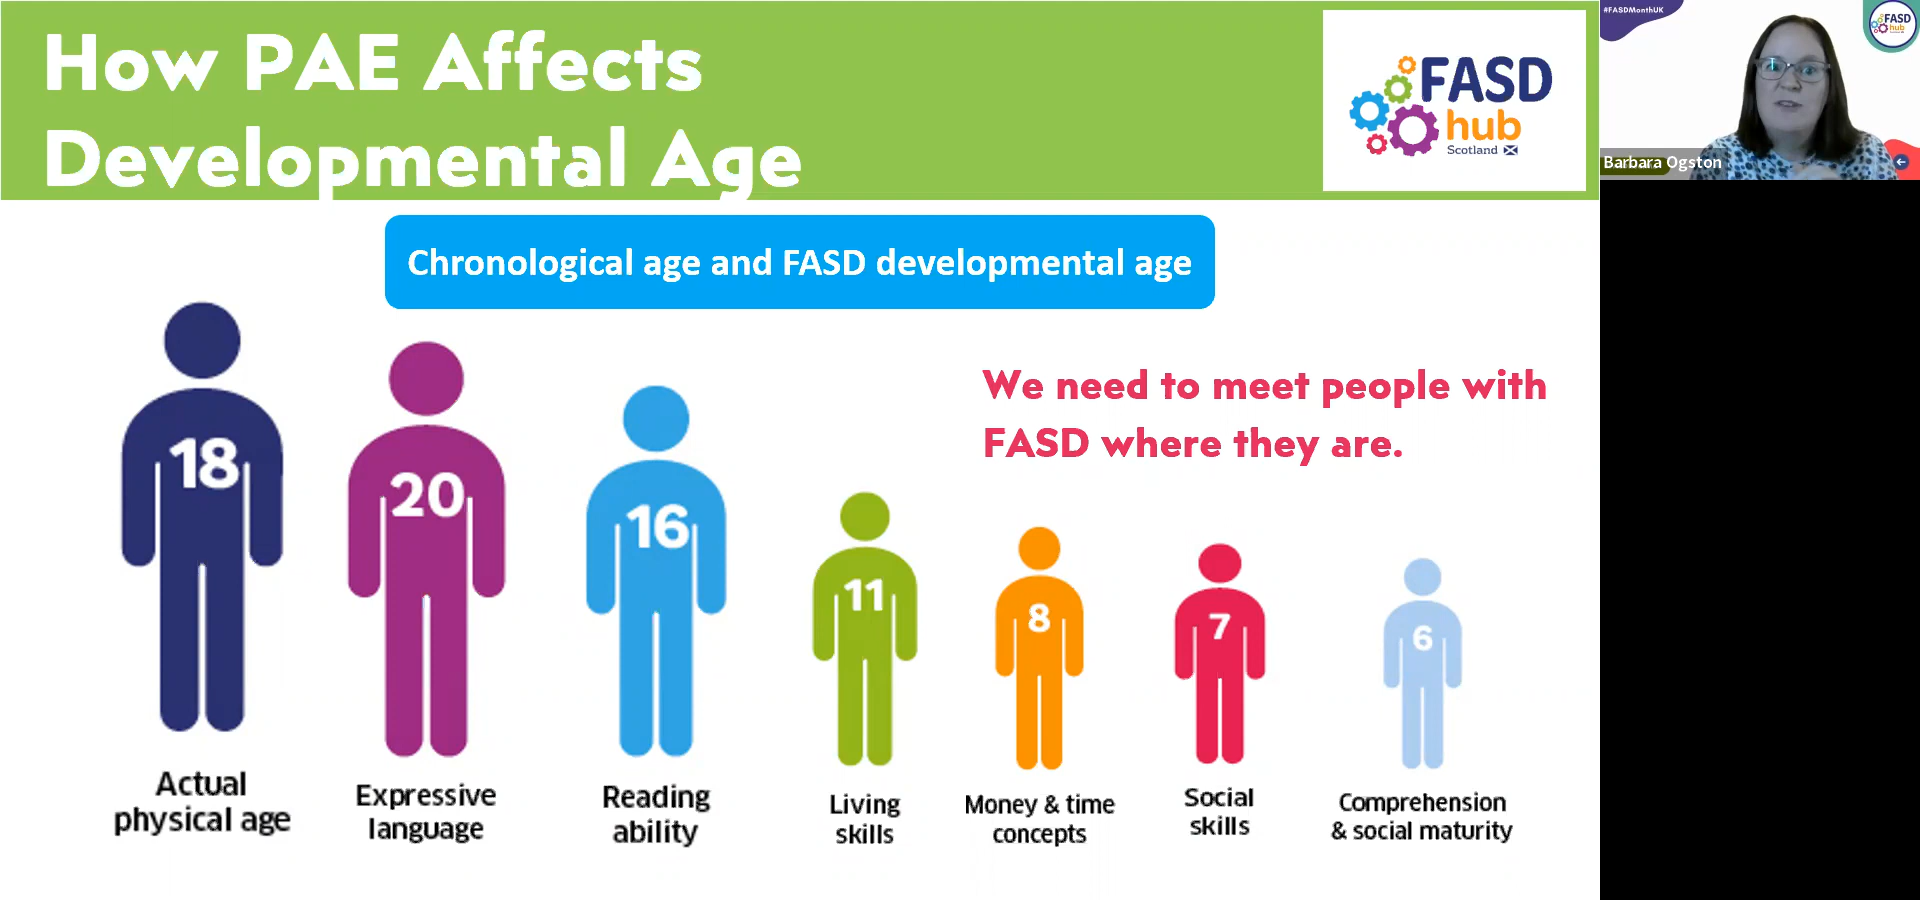 How PAE Affects
Developmental Age
FASD
hub
Scotland
#FASDMonthUK
FASD
hub
Barbara Ogston
Chronological age and FASD developmental age
We need to meet people with
FASD where they are.
18
20
16
11
8
7
6
Actual
physical age
Expressive
language
Reading
ability
Living
skills
Money & time
concepts
Social
skills
Comprehension
& social maturity